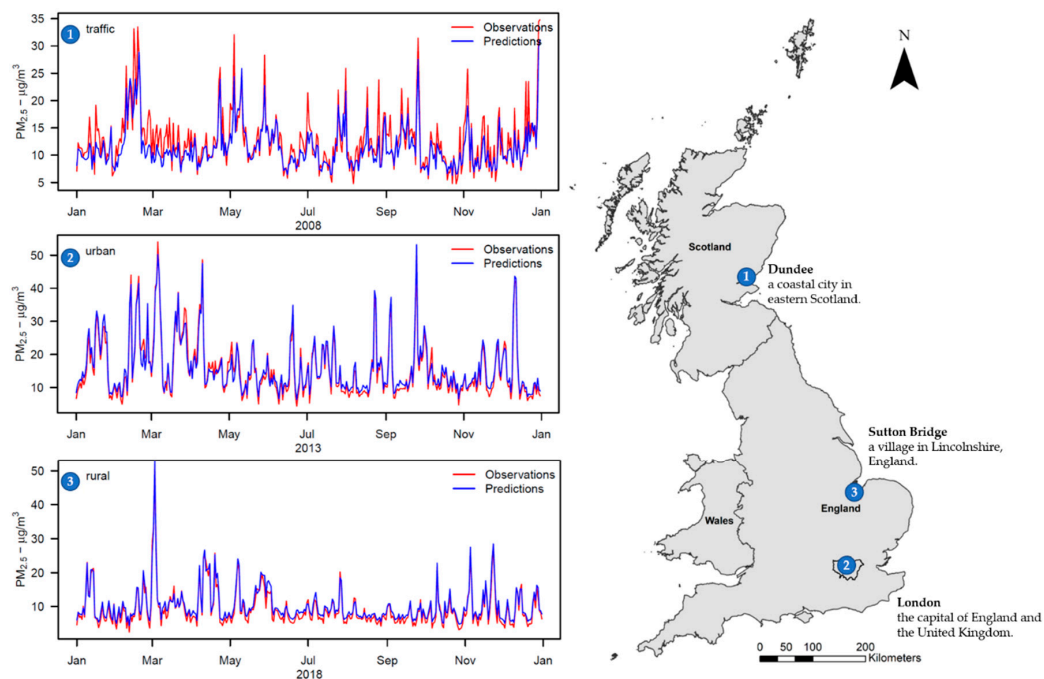 1 traffic
Observations
Predictions
PM2.5 − µg/m3
35
30
25
20
15
10
5
Jan Mar May Jul Sep Nov Jan
2008
2 urban
Observations
Predictions
PM2.5 − µg/m3
50
40
30
20
10
Jan Mar May Jul Sep Nov Jan
2013
3 rural
Observations
Predictions
PM2.5 − µg/m3
50
40
30
20
10
Jan Mar May Jul Sep Nov Jan
2018
N
Scotland
1
Dundee
a coastal city in
eastern Scotland.
Sutton Bridge
a village in Lincolnshire,
England.
3
England
Wales
2
London
the capital of England and
the United Kingdom.
0 50 100 200
Kilometers